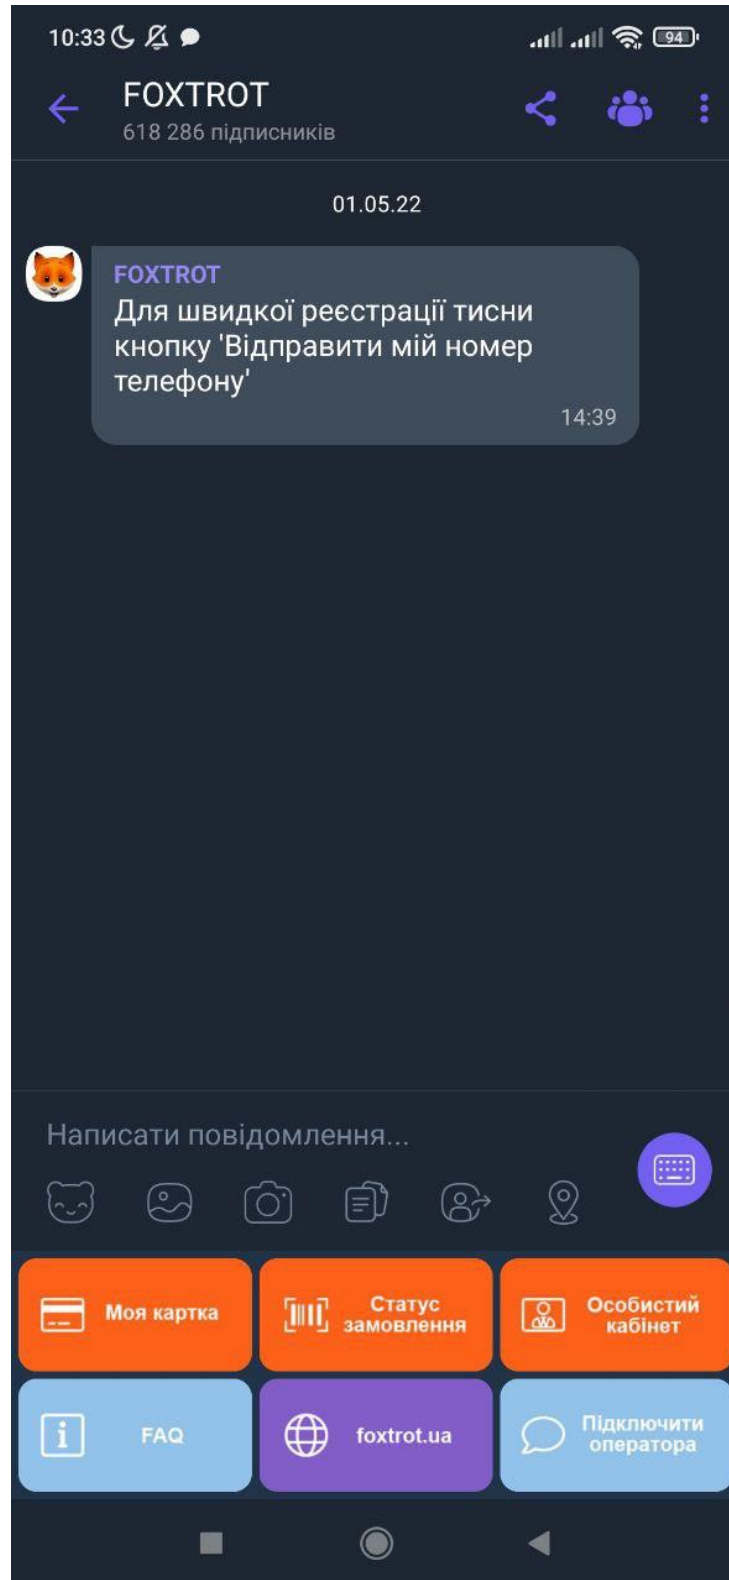 10:33
94
FOXTROT
618 286 підписників
01.05.22
FOXTROT
Для швидкої реєстрації тисни
кнопку 'Відправити мій номер
телефону'
14:39
Написати повідомлення...
Моя картка
Статус
замовлення
Особистий
кабінет
FAQ
foxtrot.ua
Підключити
оператора